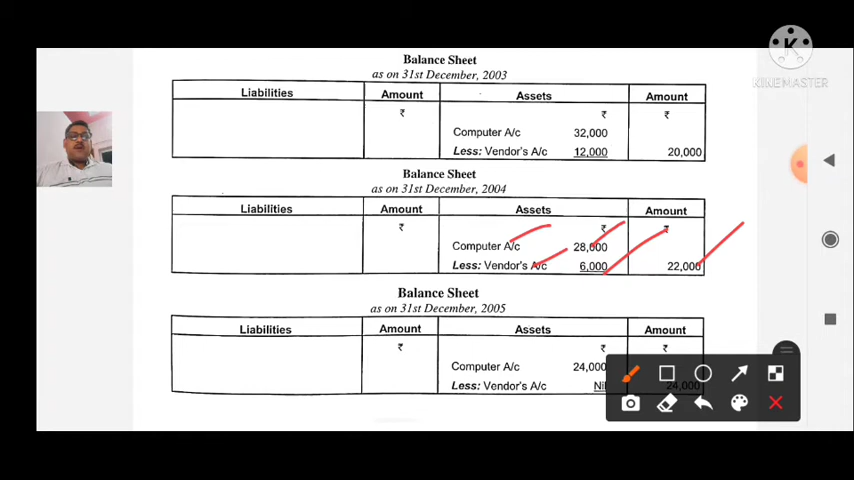 Balance Sheet
as on 31st December, 2003
Liabilities Amount Assets Amount
₹ ₹ ₹
Computer A/c 32,000
Less: Vendor's A/c 12,000 20,000
Balance Sheet
as on 31st December, 2004
Liabilities Amount Assets Amount
₹ ₹ ₹
Computer A/c 28,000
Less: Vendor's A/c 6,000 22,000
Balance Sheet
as on 31st December, 2005
Liabilities Amount Assets Amount
₹ ₹ ₹
Computer A/c 24,000
Less: Vendor's A/c Nil 24,000
K
KINEMASTER